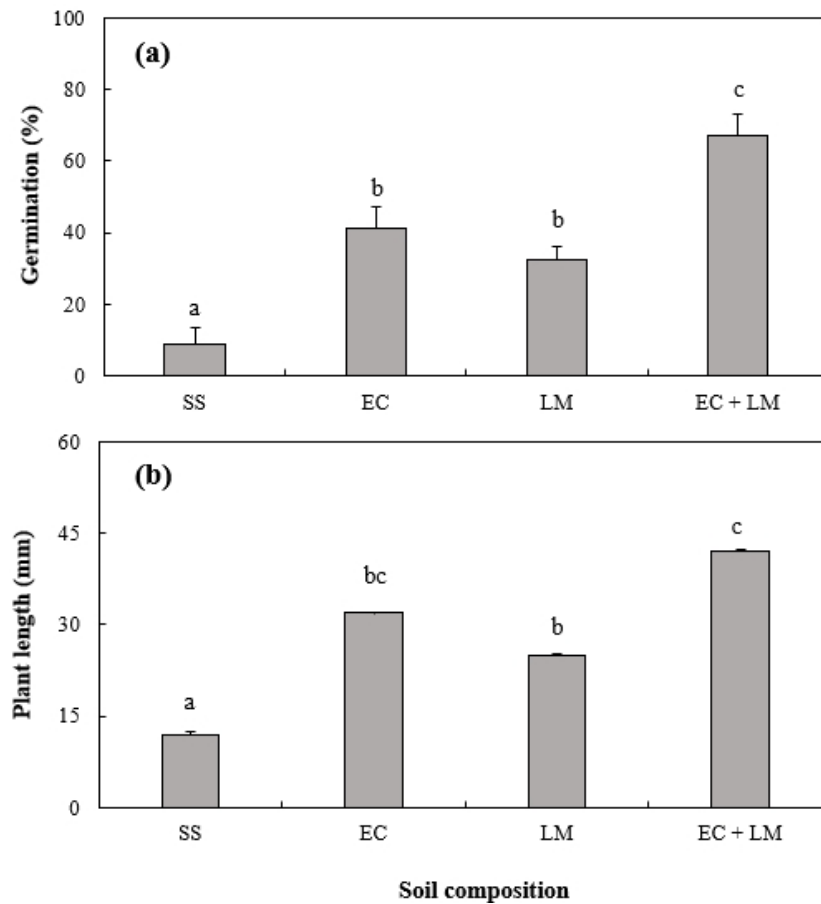 100
(a)
c
80
60
b
b
40
20
a
0
Germination (%)
SS EC LM EC + LM
60
(b)
c
45
bc
b
30
a
15
0
Plant length (mm)
SS EC LM EC + LM
Soil composition